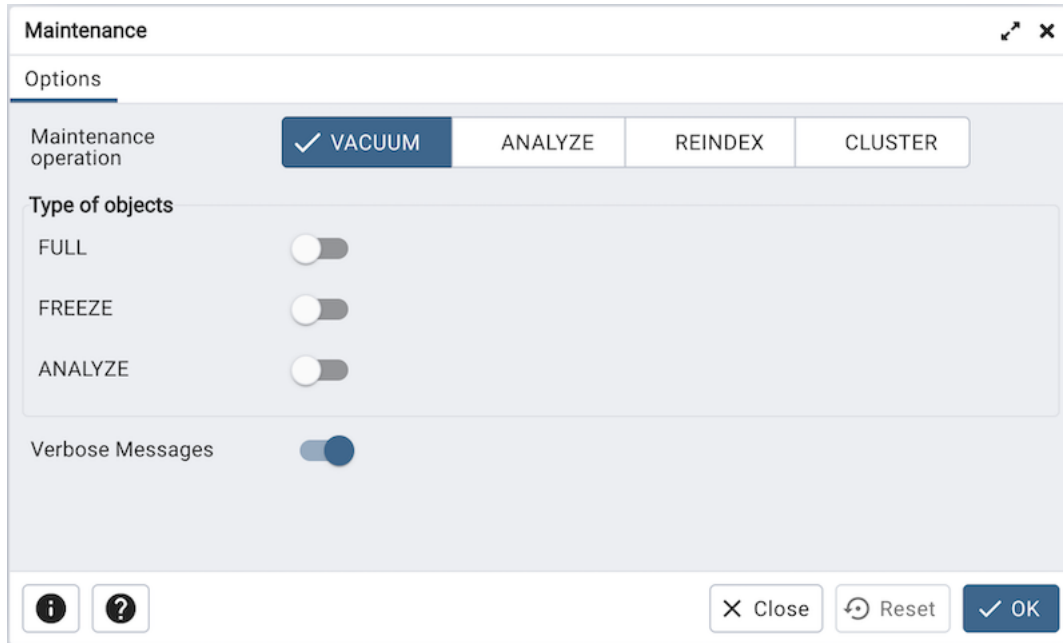 Maintenance
Options
Maintenance
operation
VACUUM ANALYZE REINDEX CLUSTER
Type of objects
FULL
FREEZE
ANALYZE
Verbose Messages
Close Reset OK